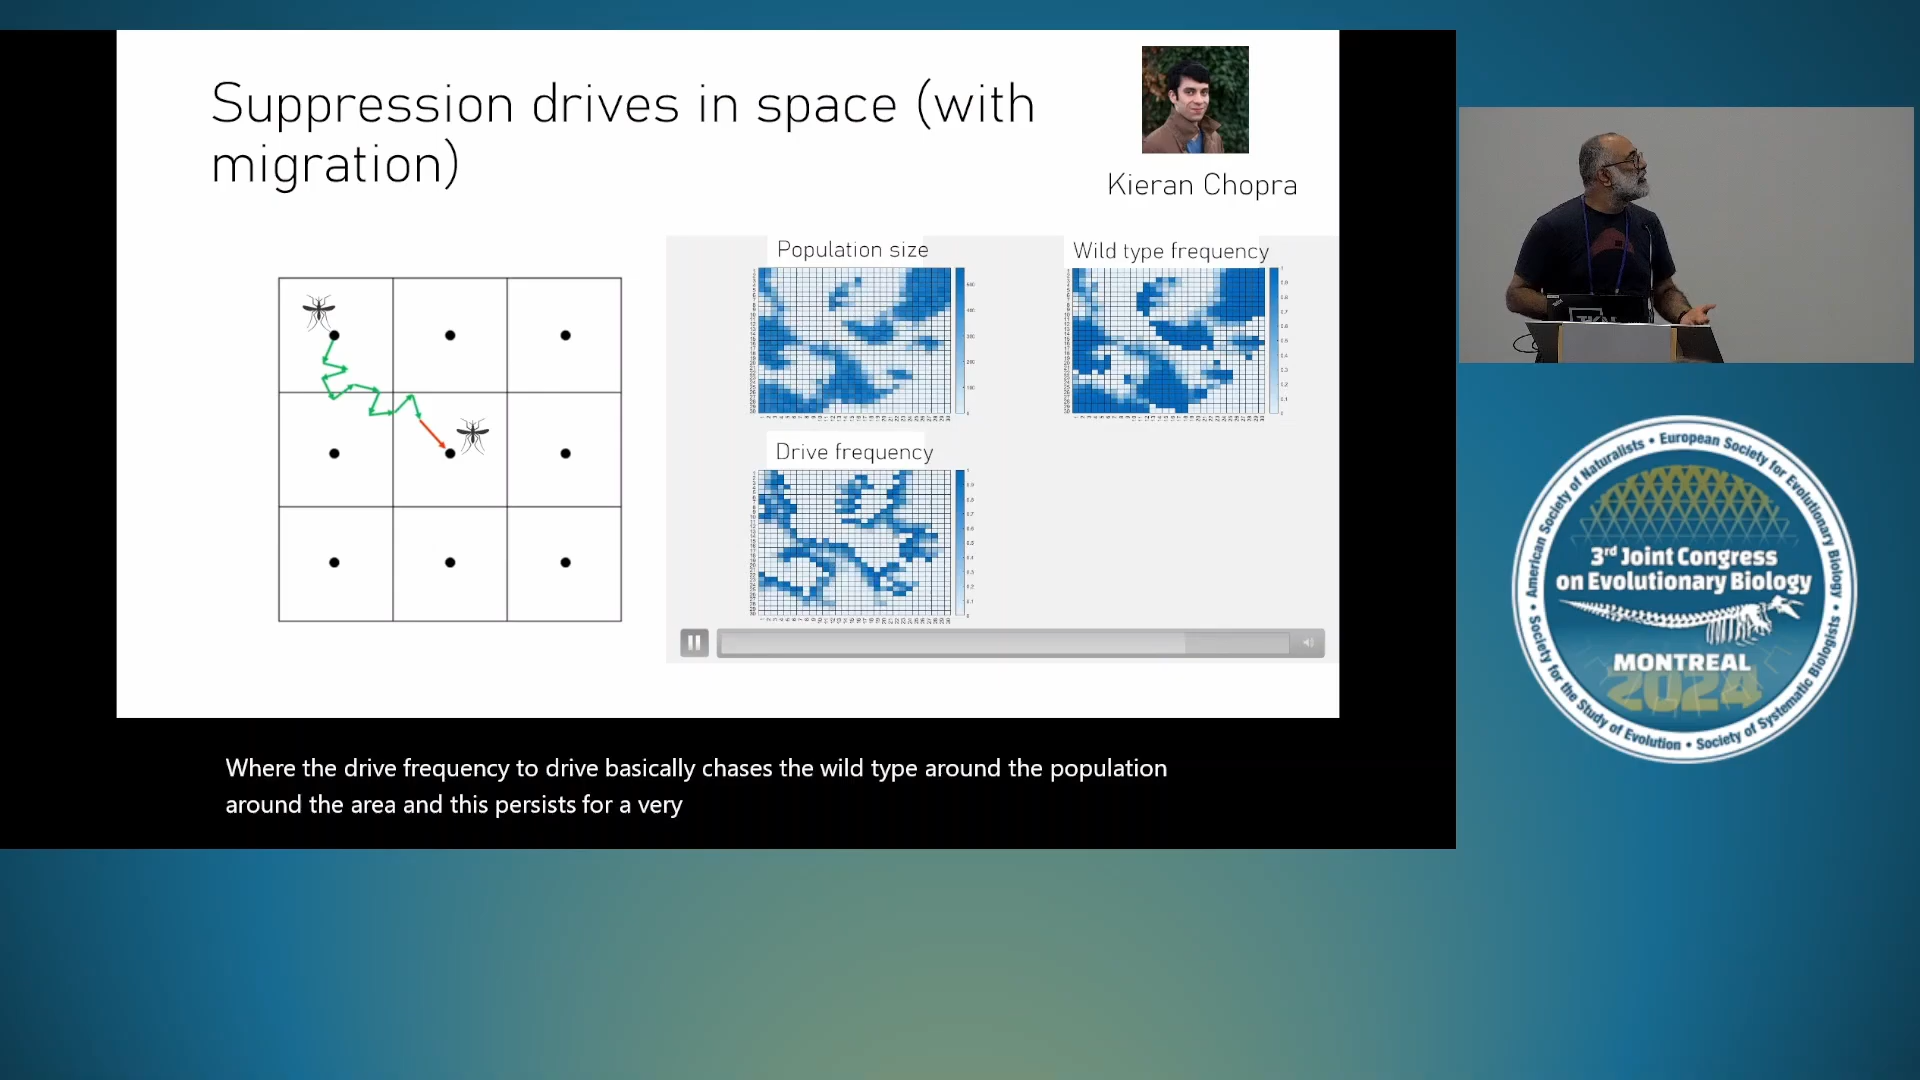 Suppression drives in space (with
migration)
Kieran Chopra
Population size
Wild type frequency
Drive frequency
Where the drive frequency to drive basically chases the wild type around the population
around the area and this persists for a very
American Society of Naturalists • European Society for Evolutionary Biology • Society of Systematic Biologists • Society for the Study of Evolution •
3rd Joint Congress
on Evolutionary Biology
MONTREAL
2024